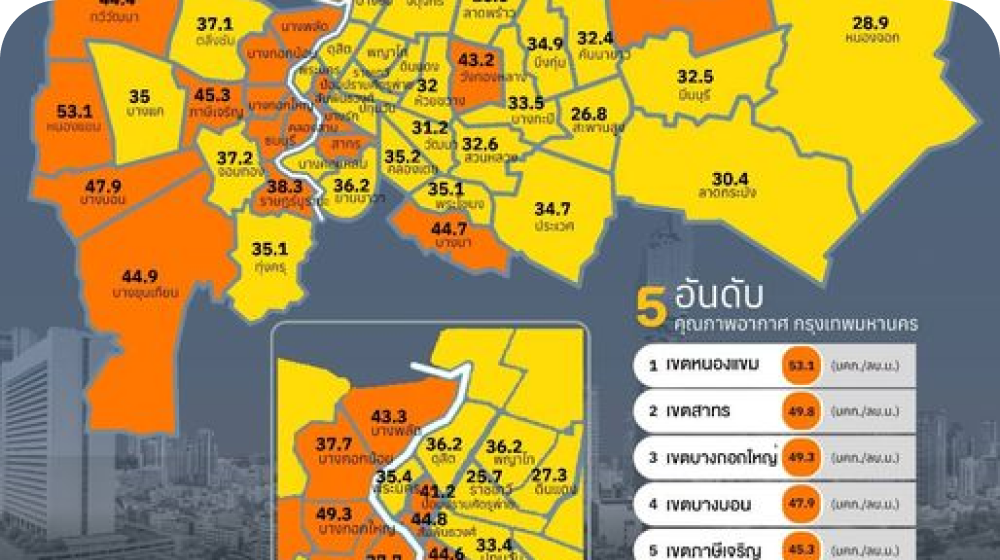 44.4
ทวีวัฒนา
37.1
ตลิ่งชัน
บางพลัด
ลาดพร้าว
34.9
บึงกุ่ม
32.4
คันนายาว
28.9
หนองจอก
บางกอกน้อย
ดุสิต
พญาไท
ดินแดง
43.2
วังทองหลาง
32.5
มีนบุรี
53.1
หนองแขม
35
บางแค
45.3
ภาษีเจริญ
พระนคร
ราชเทวี
ป้อมปราบศัตรูพ่าย
32
ห้วยขวาง
33.5
บางกะปิ
26.8
สะพานสูง
บางกอกใหญ่
สัมพันธวงศ์
ปทุมวัน
คลองสาน
บางรัก
ธนบุรี
สาทร
31.2
วัฒนา
32.6
สวนหลวง
37.2
จอมทอง
บางคอแหลม
35.2
คลองเตย
30.4
ลาดกระบัง
47.9
บางบอน
38.3
ราษฎร์บูรณะ
36.2
ยานนาวา
35.1
พระโขนง
34.7
ประเวศ
44.7
บางนา
35.1
ทุ่งครุ
44.9
บางขุนเทียน
5 อันดับ
คุณภาพอากาศ กรุงเทพมหานคร
1 เขตหนองแขม 53.1 (มคก./ลบ.ม.)
2 เขตสาทร 49.8 (มคก./ลบ.ม.)
3 เขตบางกอกใหญ่ 49.3 (มคก./ลบ.ม.)
4 เขตบางบอน 47.9 (มคก./ลบ.ม.)
5 เขตภาษีเจริญ 45.3 (มคก./ลบ.ม.)
43.3
บางพลัด
37.7
บางกอกน้อย
36.2
ดุสิต
36.2
พญาไท
35.4
พระนคร
25.7
ราชเทวี
27.3
ดินแดง
41.2
ป้อมปราบศัตรูพ่าย
49.3
บางกอกใหญ่
44.8
สัมพันธวงศ์
33.4
ปทุมวัน
44.6